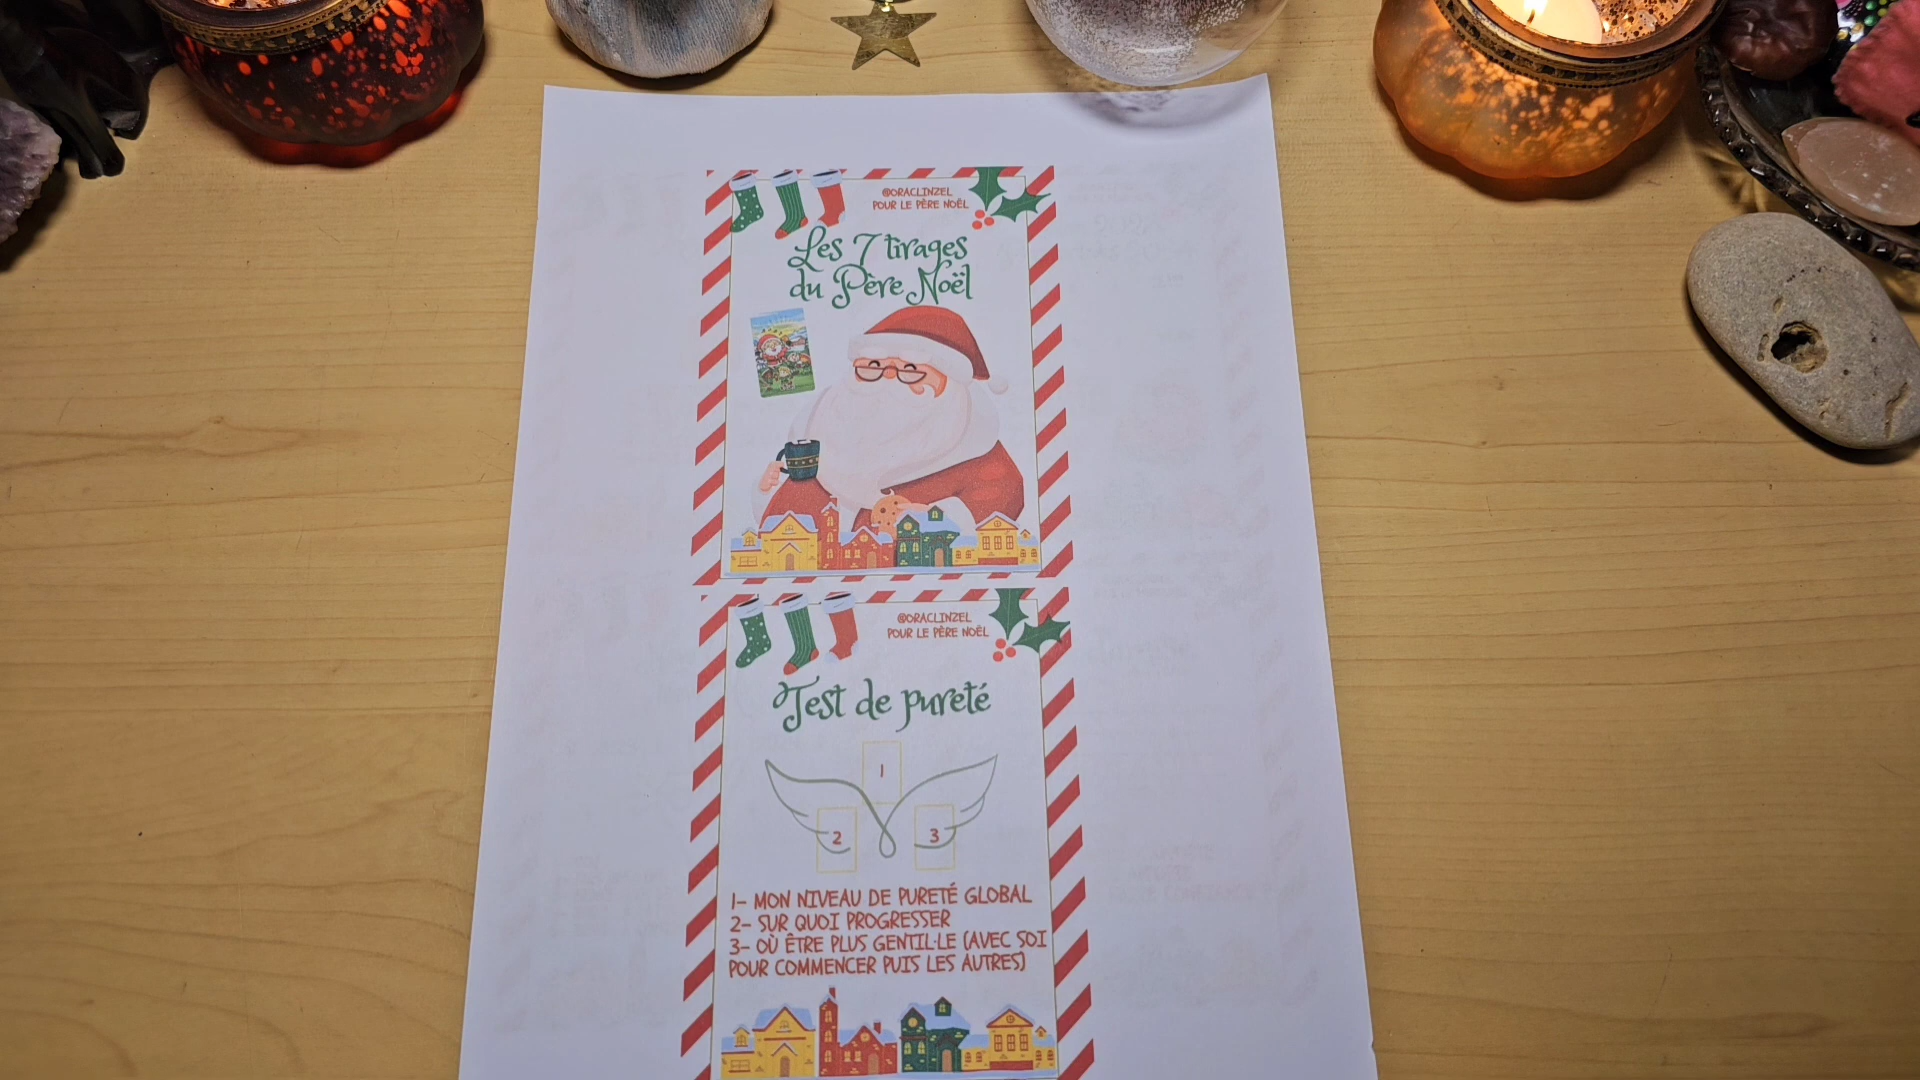 @ORACLINZEL
POUR LE PÈRE NOËL
Les 7 tirages
du Père Noël
@ORACLINZEL
POUR LE PÈRE NOËL
Test de pureté
1
2
3
1- MON NIVEAU DE PURETÉ GLOBAL
2- SUR QUOI PROGRESSER
3- OÙ ÊTRE PLUS GENTIL·LE (AVEC SOI
POUR COMMENCER PUIS LES AUTRES)